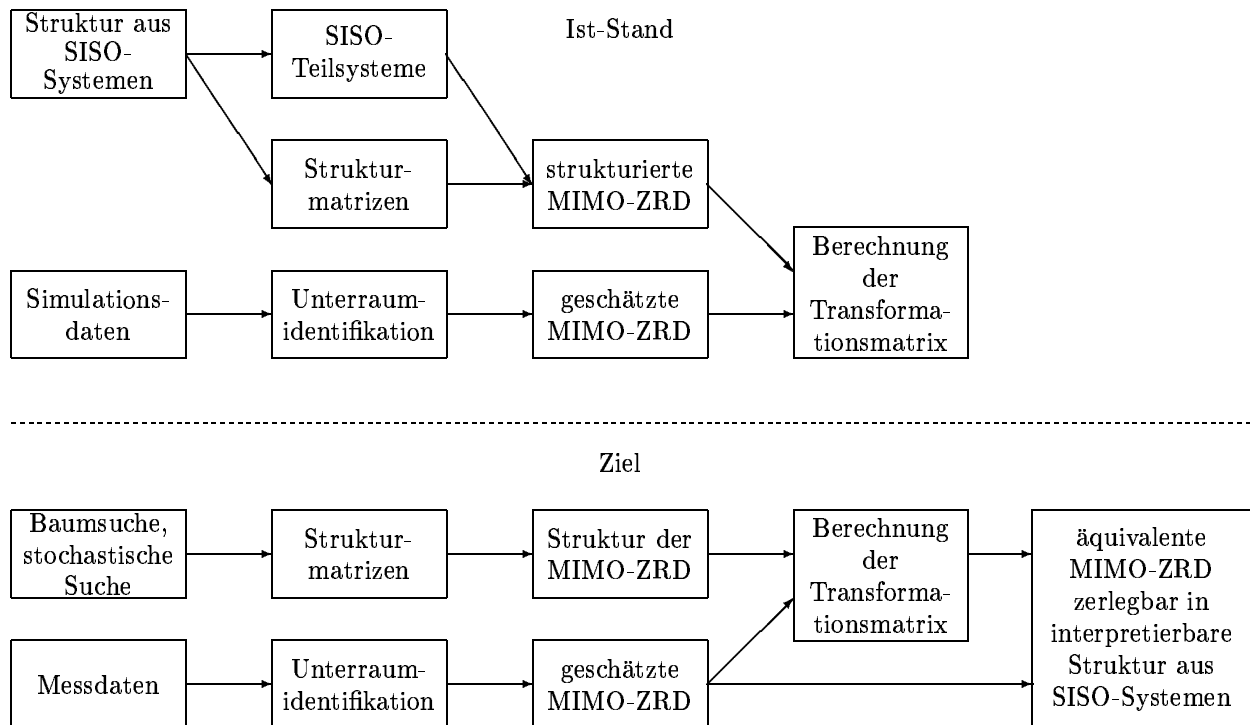 Struktur aus
SISO-
Systemen
SISO-
Teilsysteme
Ist-Stand
Struktur-
matrizen
strukturierte
MIMO-ZRD
Berechnung
der
Transforma-
tionsmatrix
Simulations-
daten
Unterraum-
identifikation
geschätzte
MIMO-ZRD
Ziel
Baumsuche,
stochastische
Suche
Struktur-
matrizen
Struktur der
MIMO-ZRD
Berechnung
der
Transforma-
tionsmatrix
äquivalente
MIMO-ZRD
zerlegbar in
interpretierbare
Struktur aus
SISO-Systemen
Messdaten
Unterraum-
identifikation
geschätzte
MIMO-ZRD